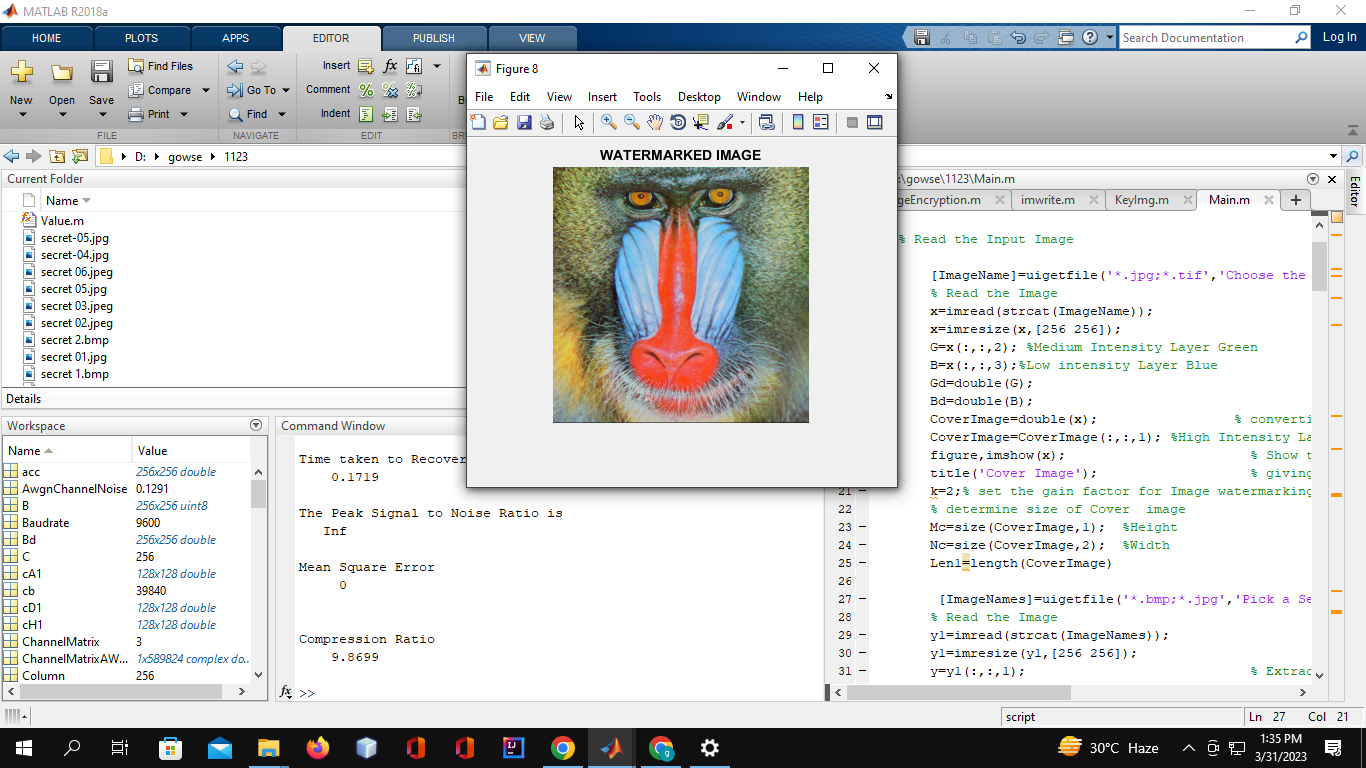 MATLAB R2018a
HOME PLOTS APPS EDITOR PUBLISH VIEW
Search Documentation
Log In
New
Open
Save
Find Files
Compare
Print
FILE
Go To
Find
NAVIGATE
Insert
Comment
Indent
EDIT
D: gowse 1123
Current Folder
Name
Value.m
secret-05.jpg
secret-04.jpg
secret 06.jpeg
secret 05.jpg
secret 03.jpeg
secret 02.jpeg
secret 2.bmp
secret 01.jpg
secret 1.bmp
Details
Workspace
Name Value
acc 256x256 double
AwgnChannelNoise 0.1291
B 256x256 uint8
Baudrate 9600
Bd 256x256 double
C 256
cA1 128x128 double
cb 39840
cD1 128x128 double
cH1 128x128 double
ChannelMatrix 3
ChannelMatrixAW... 1x589824 complex do...
Column 256
Command Window
Time taken to Recover
0.1719
The Peak Signal to Noise Ratio is
Inf
Mean Square Error
0
Compression Ratio
9.8699
fx >>
Figure 8
File Edit View Insert Tools Desktop Window Help
WATERMARKED IMAGE
:\gowse\1123\Main.m
Editor
geEncryption.m imwrite.m KeyImg.m Main.m
% Read the Input Image
[ImageName]=uigetfile('*.jpg;*.tif','Choose the
% Read the Image
x=imread(strcat(ImageName));
x=imresize(x,[256 256]);
G=x(:,:,2); %Medium Intensity Layer Green
B=x(:,:,3);%Low intensity Layer Blue
Gd=double(G);
Bd=double(B);
CoverImage=double(x); % converti
CoverImage=CoverImage(:,:,1); %High Intensity La
figure,imshow(x); % Show t
title('Cover Image'); % giving
21 k=2;% set the gain factor for Image watermarking
22 % determine size of Cover image
23 Mc=size(CoverImage,1); %Height
24 Nc=size(CoverImage,2); %Width
25 Len1=length(CoverImage)
26
27 [ImageNames]=uigetfile('*.bmp;*.jpg','Pick a Se
28 % Read the Image
29 y1=imread(strcat(ImageNames));
30 y1=imresize(y1,[256 256]);
31 y=y1(:,:,1); % Extrac
script
Ln 27 Col 21
30°C Haze
1:35 PM
3/31/2023